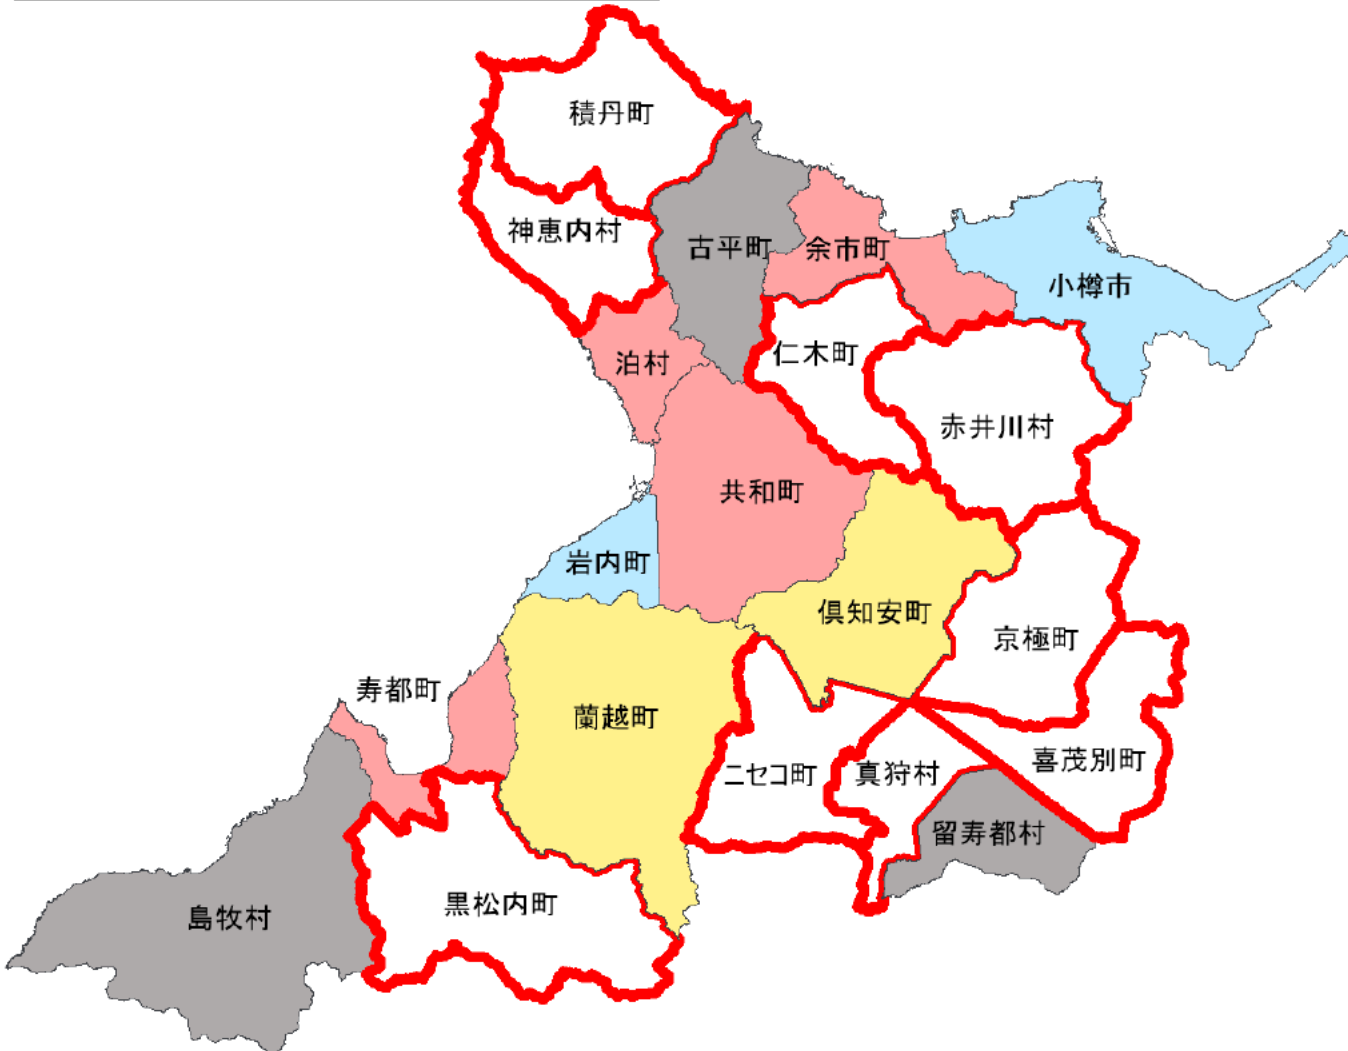 積丹町
神恵内村
古平町
余市町
小樽市
泊村
仁木町
赤井川村
共和町
岩内町
倶知安町
京極町
寿都町
蘭越町
ニセコ町
真狩村
喜茂別町
留寿都村
黒松内町
島牧村